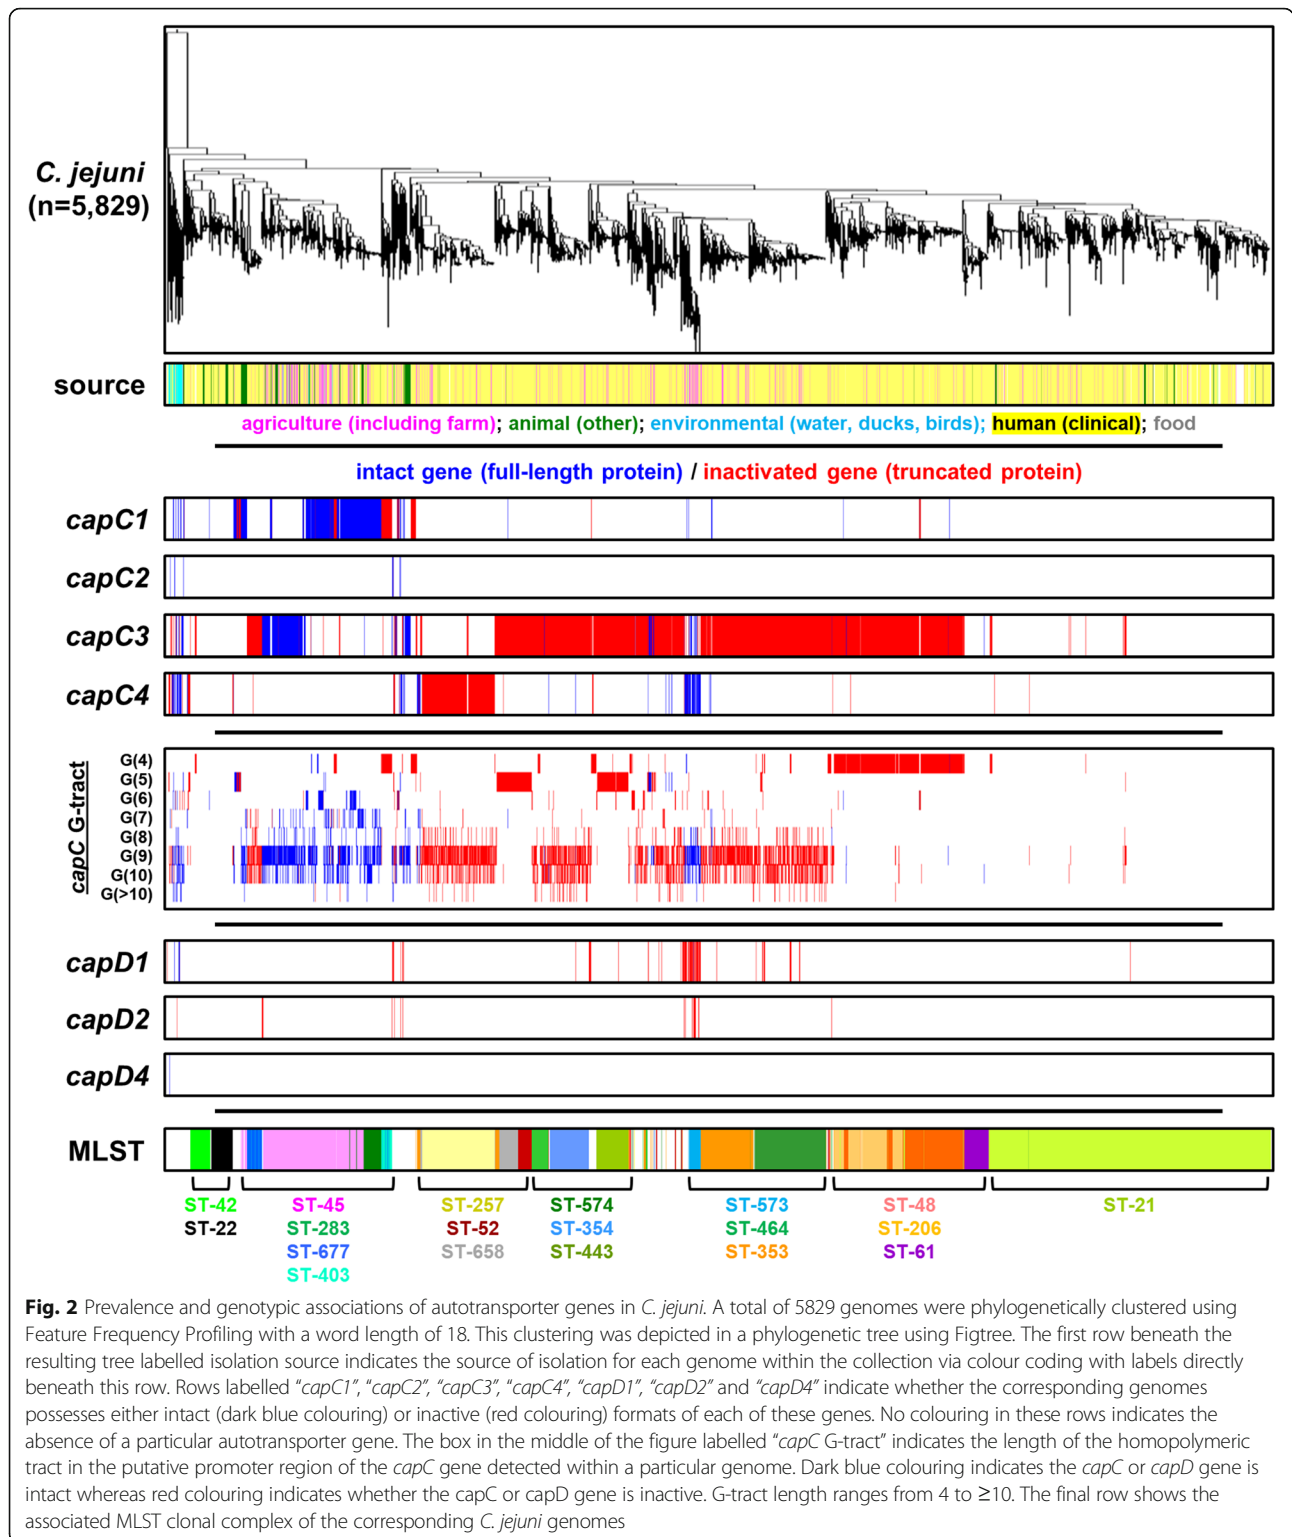 C. jejuni
(n=5,829)
source
agriculture (including farm); animal (other); environmental (water, ducks, birds); human (clinical); food
intact gene (full-length protein) / inactivated gene (truncated protein)
capC1
capC2
capC3
capC4
capC G-tract
G(4)
G(5)
G(6)
G(7)
G(8)
G(9)
G(10)
G(>10)
capD1
capD2
capD4
MLST
ST-42 ST-45 ST-257 ST-574 ST-573 ST-48 ST-21
ST-22 ST-283 ST-52 ST-354 ST-464 ST-206
ST-677 ST-658 ST-443 ST-353 ST-61
ST-403
Fig. 2 Prevalence and genotypic associations of autotransporter genes in C. jejuni. A total of 5829 genomes were phylogenetically clustered using
Feature Frequency Profiling with a word length of 18. This clustering was depicted in a phylogenetic tree using Figtree. The first row beneath the
resulting tree labelled isolation source indicates the source of isolation for each genome within the collection via colour coding with labels directly
beneath this row. Rows labelled "capC1", "capC2", "capC3", "capC4", "capD1", "capD2" and "capD4" indicate whether the corresponding genomes
possesses either intact (dark blue colouring) or inactive (red colouring) formats of each of these genes. No colouring in these rows indicates the
absence of a particular autotransporter gene. The box in the middle of the figure labelled "capC G-tract" indicates the length of the homopolymeric
tract in the putative promoter region of the capC gene detected within a particular genome. Dark blue colouring indicates the capC or capD gene is
intact whereas red colouring indicates whether the capC or capD gene is inactive. G-tract length ranges from 4 to ≥10. The final row shows the
associated MLST clonal complex of the corresponding C. jejuni genomes